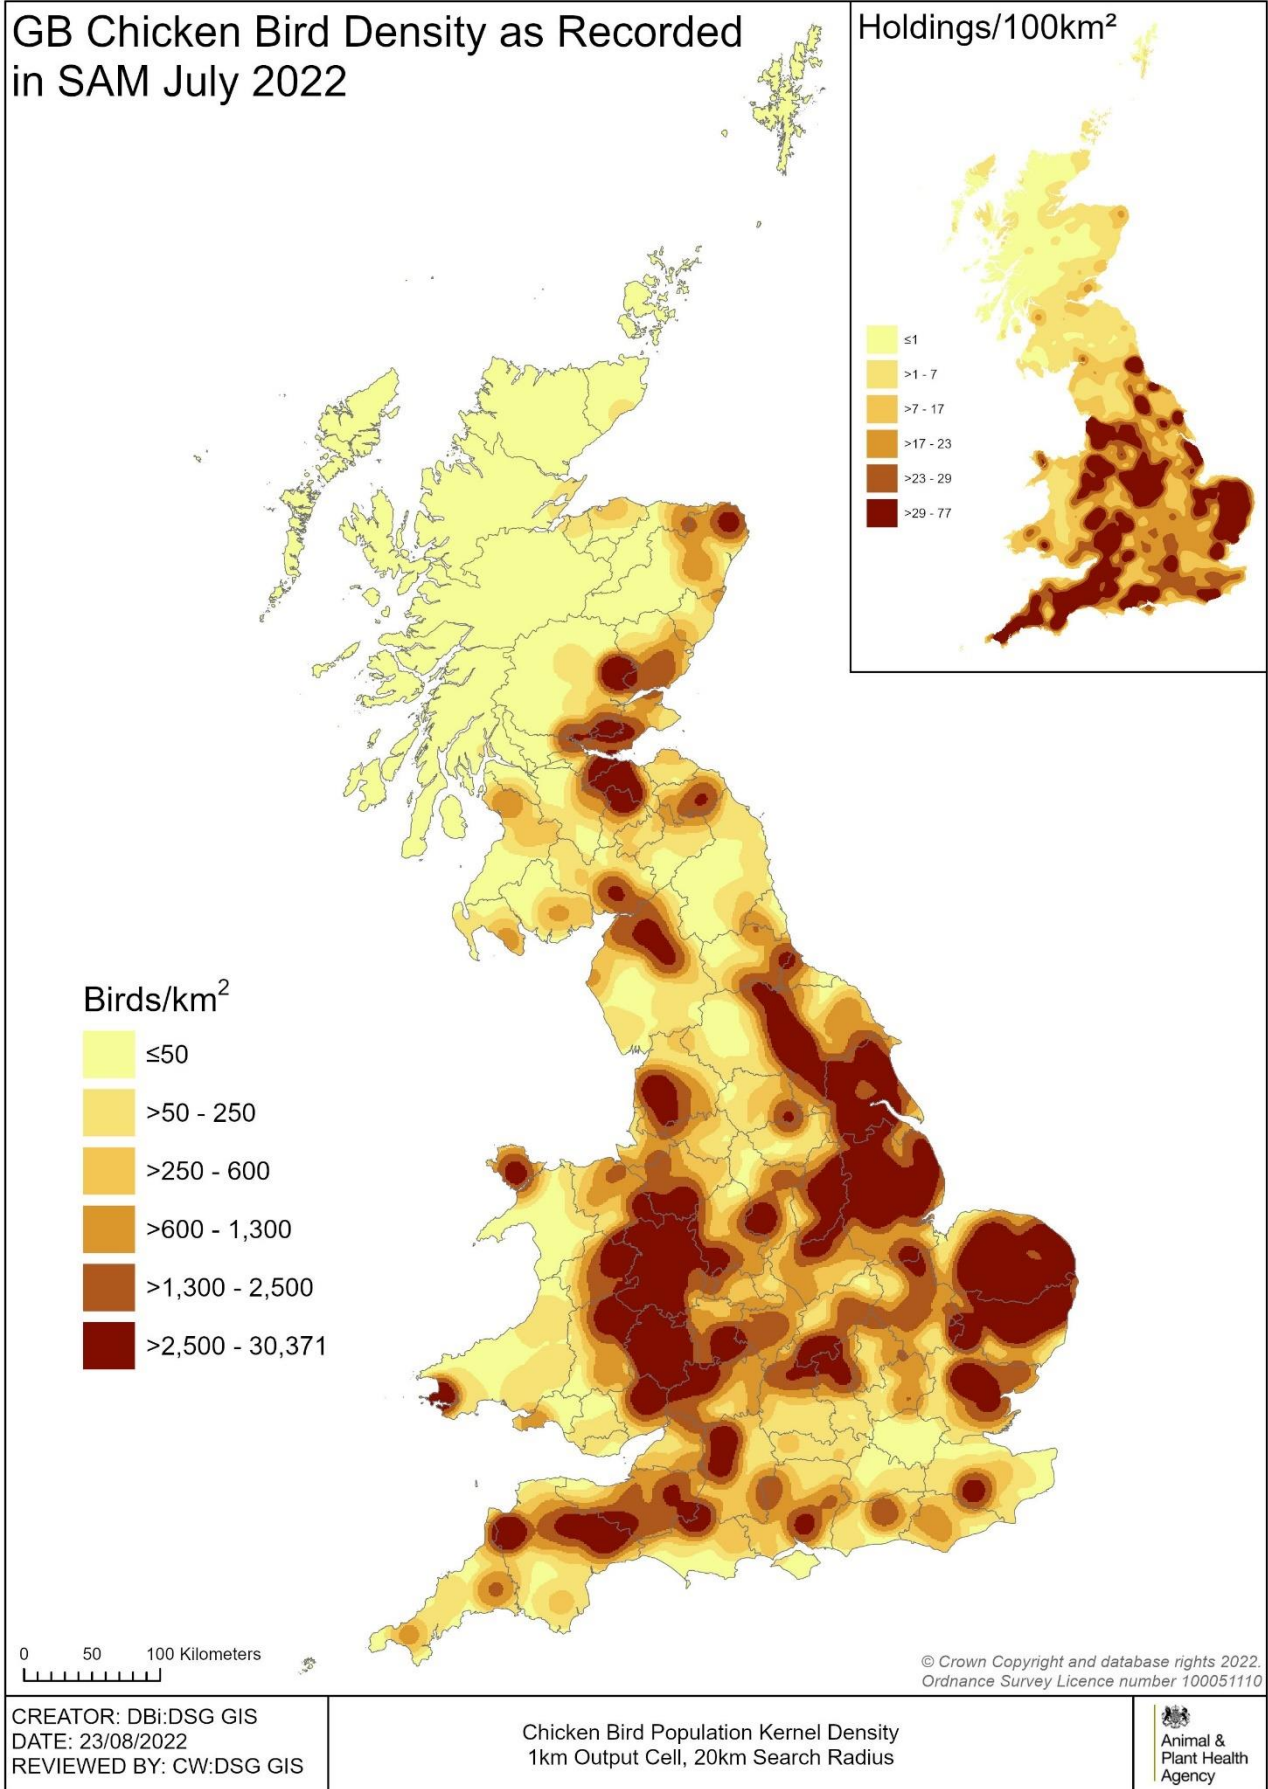 GB Chicken Bird Density as Recorded
in SAM July 2022
Holdings/100km²
≤1
>1 - 7
>7 - 17
>17 - 23
>23 - 29
>29 - 77
Birds/km²
≤50
>50 - 250
>250 - 600
>600 - 1,300
>1,300 - 2,500
>2,500 - 30,371
0 50 100 Kilometers
© Crown Copyright and database rights 2022.
Ordnance Survey Licence number 100051110
CREATOR: DBi:DSG GIS
DATE: 23/08/2022
REVIEWED BY: CW:DSG GIS
Chicken Bird Population Kernel Density
1km Output Cell, 20km Search Radius
Animal &
Plant Health
Agency